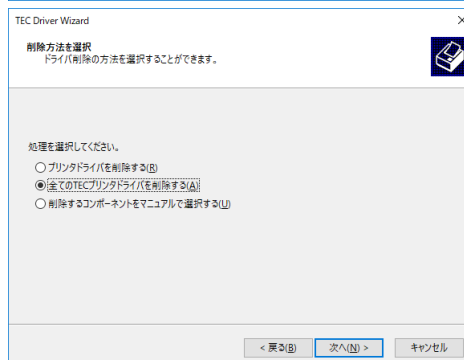 TEC Driver Wizard
削除方法を選択
ドライバ削除の方法を選択することができます。
処理を選択してください。
プリンタドライバを削除する(R)
全てのTECプリンタドライバを削除する(A)
削除するコンポーネントをマニュアルで選択する(U)
< 戻る(B) 次へ(N) > キャンセル